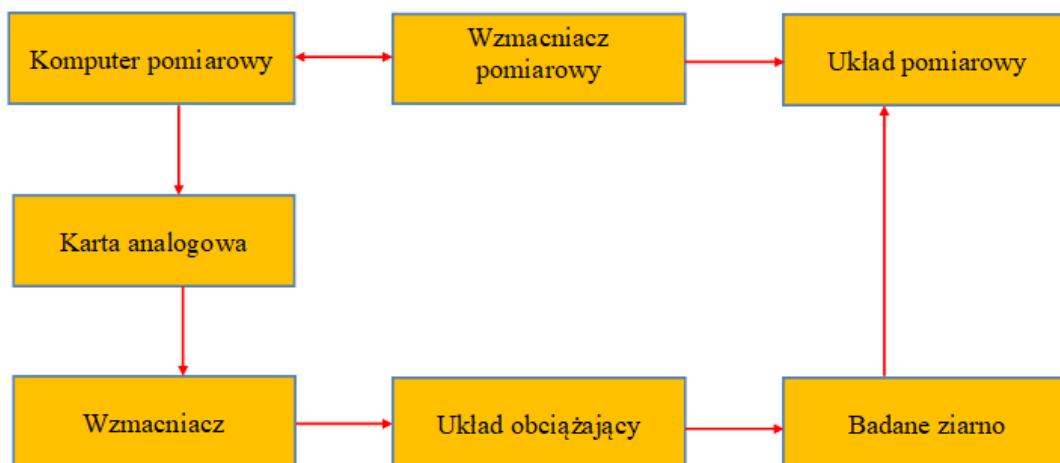 Komputer pomiarowy
Wzmacniacz
pomiarowy
Układ pomiarowy
Karta analogowa
Wzmacniacz
Układ obciążający
Badane ziarno